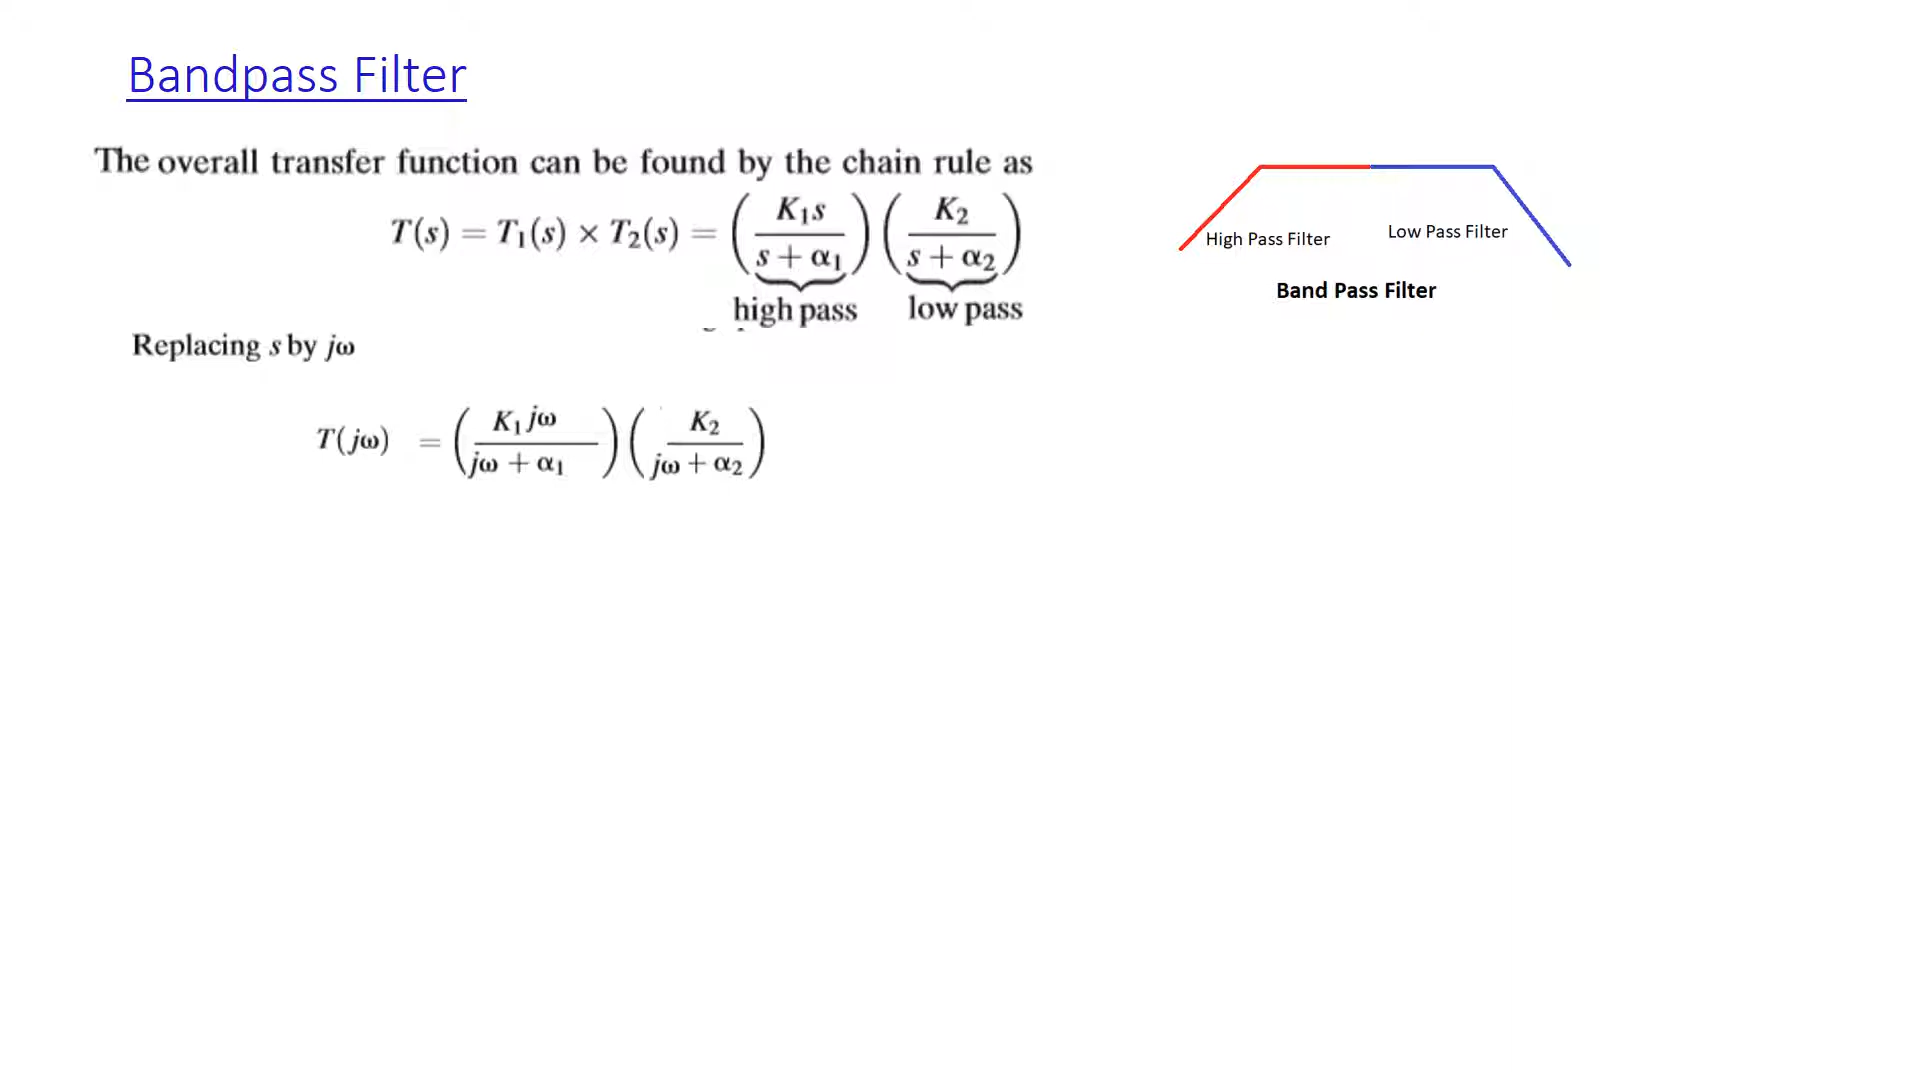 Bandpass Filter
The overall transfer function can be found by the chain rule as
T(s) = T₁(s) × T₂(s) = (K₁s / s + α₁) (K₂ / s + α₂)
high pass low pass
Replacing s by jω
T(jω) = (K₁ jω / jω + α₁) (K₂ / jω + α₂)
High Pass Filter
Low Pass Filter
Band Pass Filter